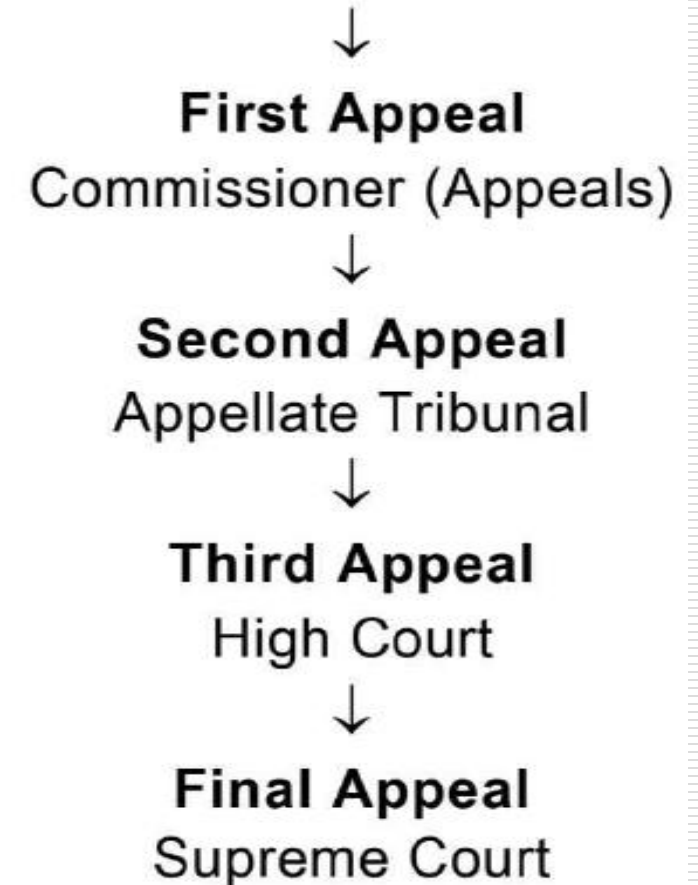 ↓
First Appeal
Commissioner (Appeals)
↓
Second Appeal
Appellate Tribunal
↓
Third Appeal
High Court
↓
Final Appeal
Supreme Court